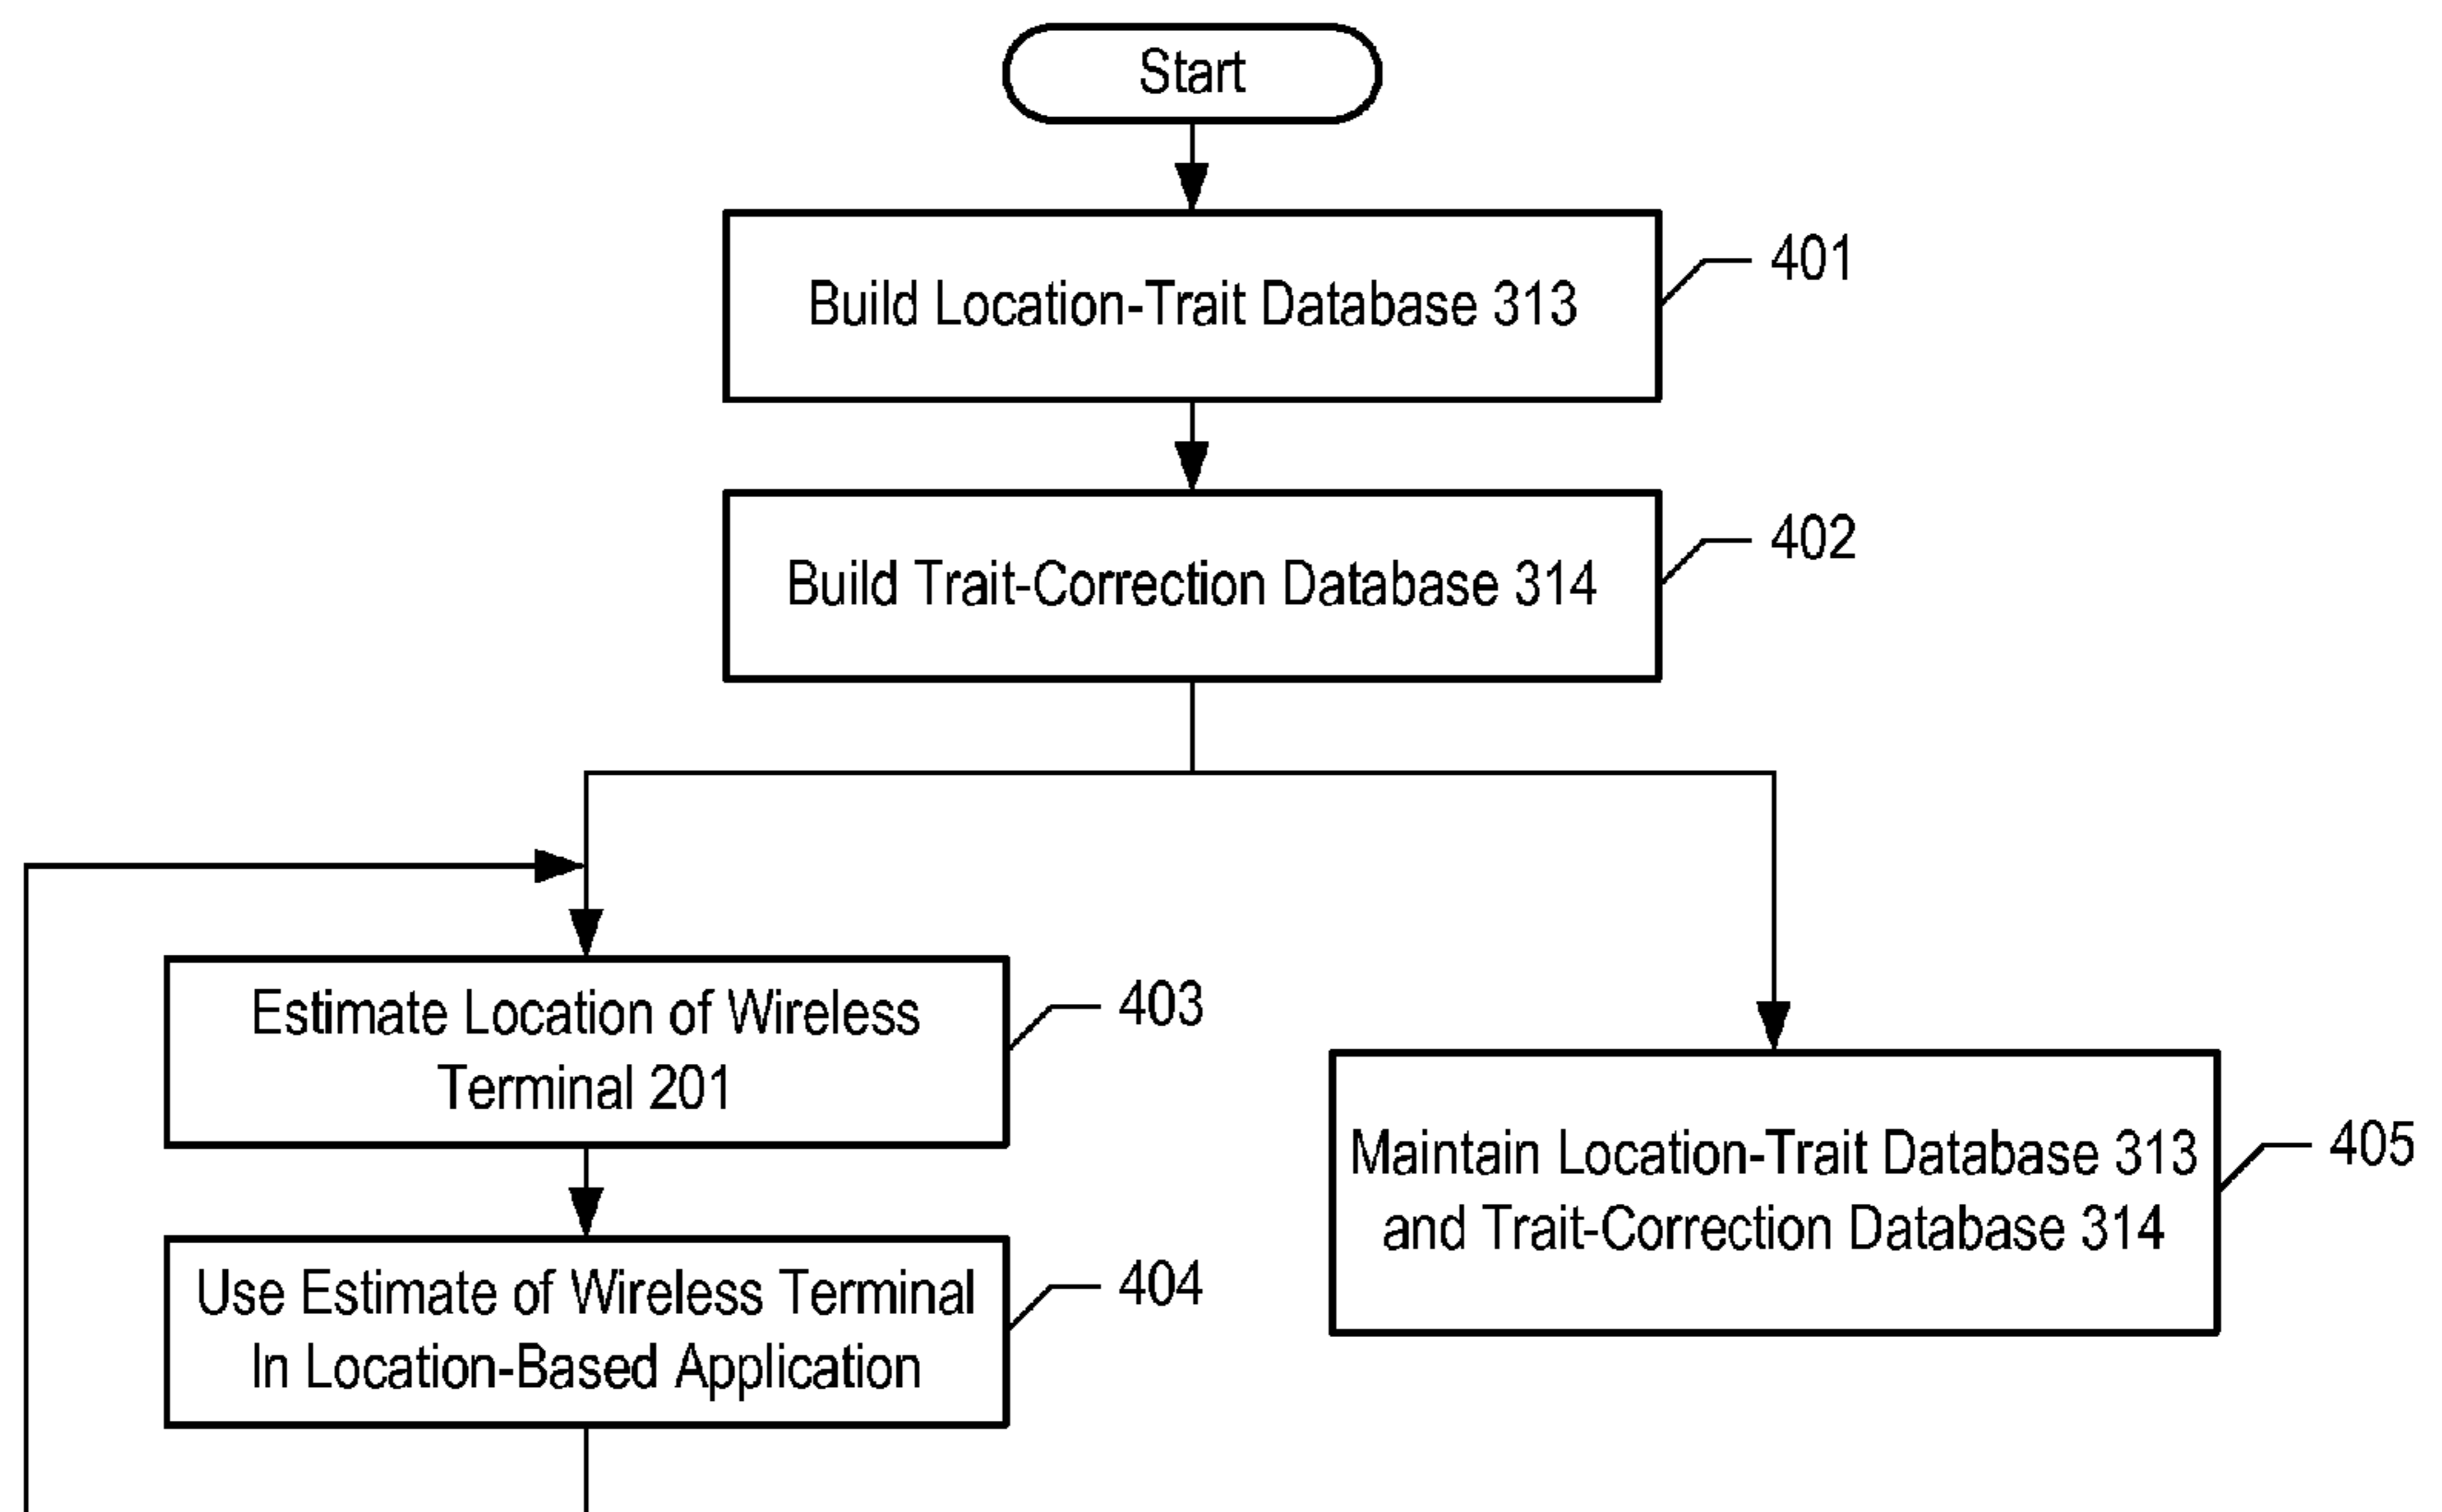 Start
Build Location-Trait Database 313
401
Build Trait-Correction Database 314
402
Estimate Location of Wireless
Terminal 201
403
Use Estimate of Wireless Terminal
In Location-Based Application
404
Maintain Location-Trait Database 313
and Trait-Correction Database 314
405